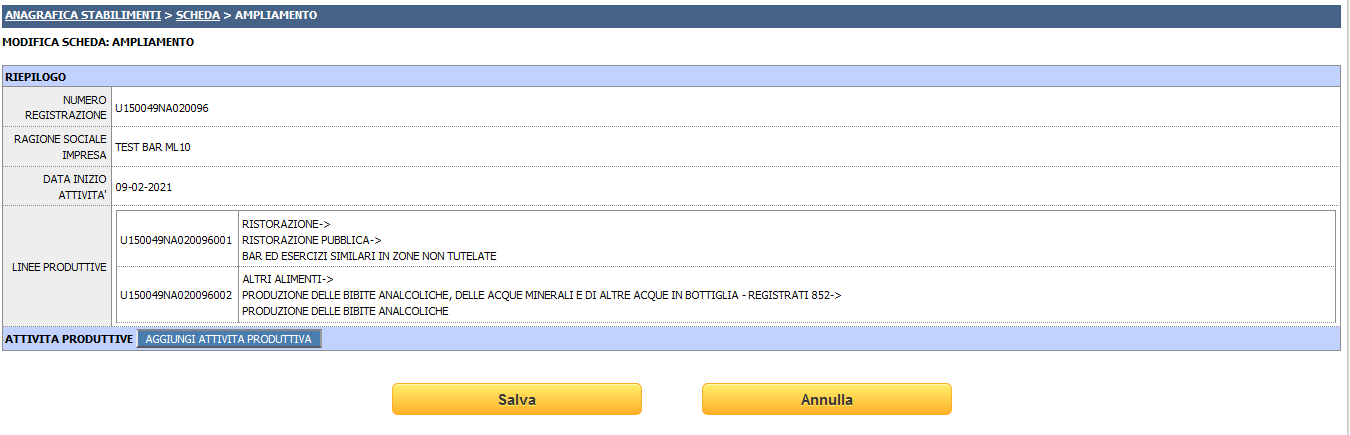 ANAGRAFICA STABILIMENTI > SCHEDA > AMPLIAMENTO
MODIFICA SCHEDA: AMPLIAMENTO
RIEPILOGO
NUMERO
REGISTRAZIONE
U150049NA020096
RAGIONE SOCIALE
IMPRESA
TEST BAR ML10
DATA INIZIO
ATTIVITA'
09-02-2021
LINEE PRODUTTIVE
U150049NA020096001
RISTORAZIONE->
RISTORAZIONE PUBBLICA->
BAR ED ESERCIZI SIMILARI IN ZONE NON TUTELATE
U150049NA020096002
ALTRI ALIMENTI->
PRODUZIONE DELLE BIBITE ANALCOLICHE, DELLE ACQUE MINERALI E DI ALTRE ACQUE IN BOTTIGLIA - REGISTRATI 852->
PRODUZIONE DELLE BIBITE ANALCOLICHE
ATTIVITA PRODUTTIVE AGGIUNGI ATTIVITA PRODUTTIVA
Salva Annulla